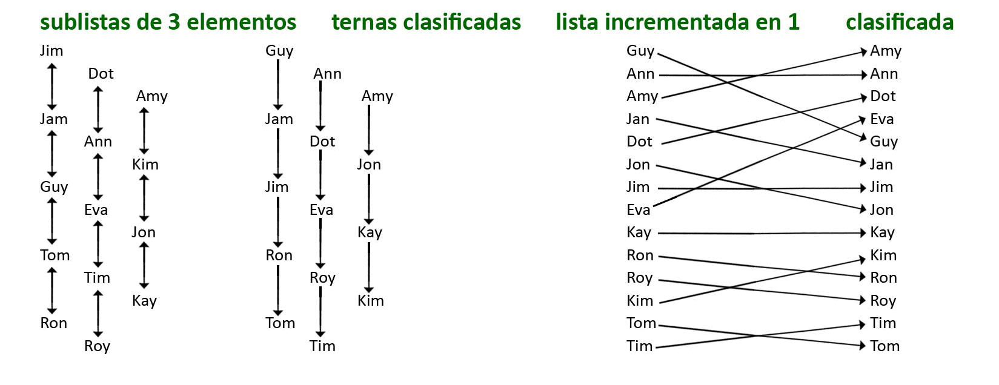 sublistas de 3 elementos ternas clasificadas lista incrementada en 1 clasificada
Jim Guy Guy Amy
Dot Ann Ann Ann
Amy Amy Amy Dot
Jam Jam Jan Eva
Ann Dot Dot Guy
Kim Jon Jon Jan
Guy Jim Jim Jim
Eva Eva Eva Jon
Jon Kay Kay Kay
Tom Ron Ron Kim
Tim Roy Roy Ron
Kay Kim Kim Roy
Ron Tom Tom Tim
Roy Tim Tim Tom